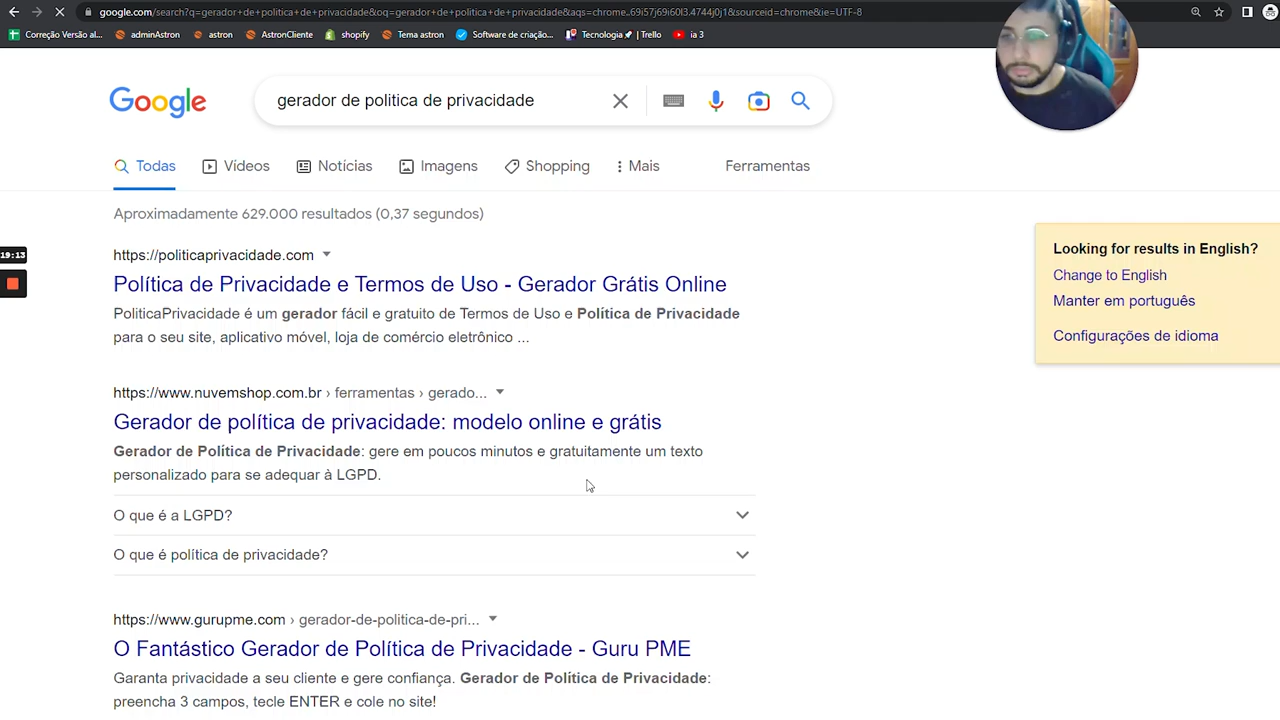 google.com/search?q=gerador+de+politica+de+privacidade&oq=gerador+de+politica+de+privacidade&aqs=chrome..69i57j69i60l3.4744j0j1&sourceid=chrome&ie=UTF-8
Correção Versão al... adminAstron astron AstronCliente shopify Tema astron Software de criação... Tecnologia | Trello ia 3
Google
gerador de politica de privacidade
Todas Vídeos Notícias Imagens Shopping Mais Ferramentas
Aproximadamente 629.000 resultados (0,37 segundos)
19:13
https://politicaprivacidade.com
Política de Privacidade e Termos de Uso - Gerador Grátis Online
PoliticaPrivacidade é um gerador fácil e gratuito de Termos de Uso e Política de Privacidade
para o seu site, aplicativo móvel, loja de comércio eletrônico ...
Looking for results in English?
Change to English
Manter em português
Configurações de idioma
https://www.nuvemshop.com.br › ferramentas › gerado...
Gerador de política de privacidade: modelo online e grátis
Gerador de Política de Privacidade: gere em poucos minutos e gratuitamente um texto
personalizado para se adequar à LGPD.
O que é a LGPD?
O que é política de privacidade?
https://www.gurupme.com › gerador-de-politica-de-pri...
O Fantástico Gerador de Política de Privacidade - Guru PME
Garanta privacidade a seu cliente e gere confiança. Gerador de Política de Privacidade:
preencha 3 campos, tecle ENTER e cole no site!